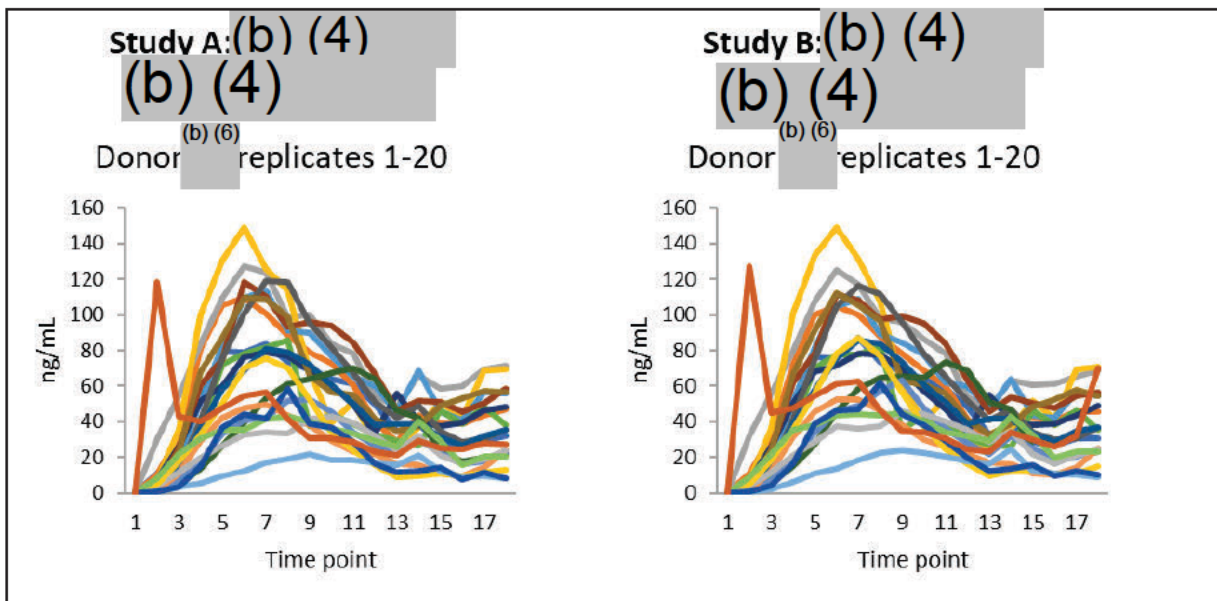 Study A: (b) (4)
(b) (4)
(b) (6)
Donor replicates 1-20
160
140
120
100
80
60
40
20
0
ng/mL
1 3 5 7 9 11 13 15 17
Time point
Study B: (b) (4)
(b) (4)
(b) (6)
Donor replicates 1-20
160
140
120
100
80
60
40
20
0
ng/mL
1 3 5 7 9 11 13 15 17
Time point